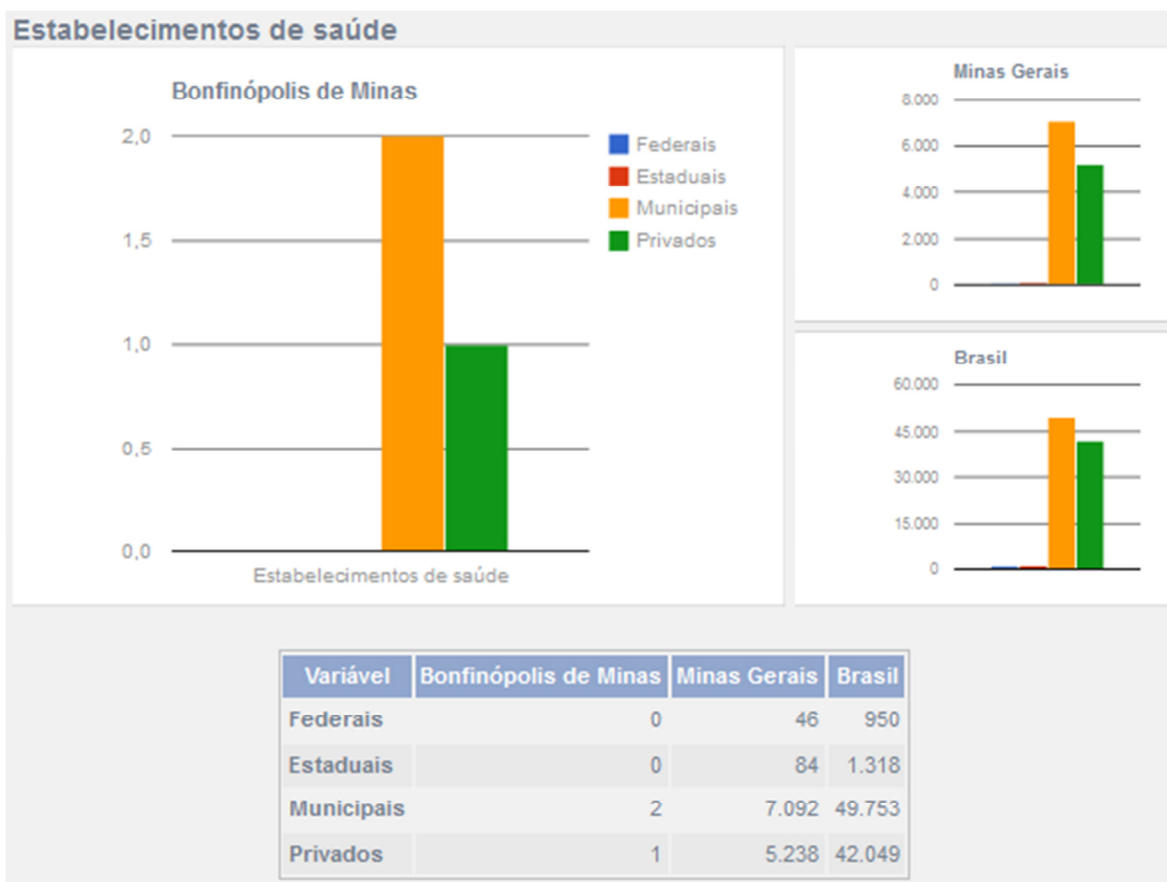 Estabelecimentos de saúde
Bonfinópolis de Minas
2,0
1,5
1,0
0,5
0,0
Estabelecimentos de saúde
Federais
Estaduais
Municipais
Privados
Minas Gerais
8.000
6.000
4.000
2.000
0
Brasil
60.000
45.000
30.000
15.000
0
Variável Bonfinópolis de Minas Minas Gerais Brasil
Federais 0 46 950
Estaduais 0 84 1.318
Municipais 2 7.092 49.753
Privados 1 5.238 42.049